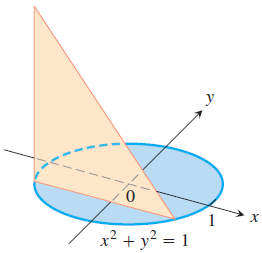 y
0
1
x
x² + y² = 1